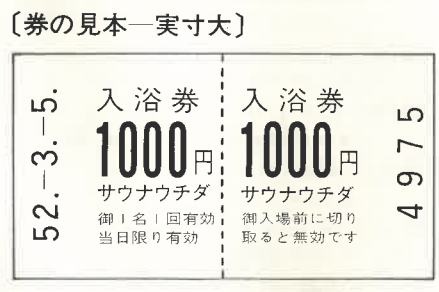 〔券の見本―実寸大〕
52.-3.-5.
入浴券
1000円
サウナウチダ
御1名1回有効
当日限り有効
入浴券
1000円
サウナウチダ
御入場前に切り
取ると無効です
4975